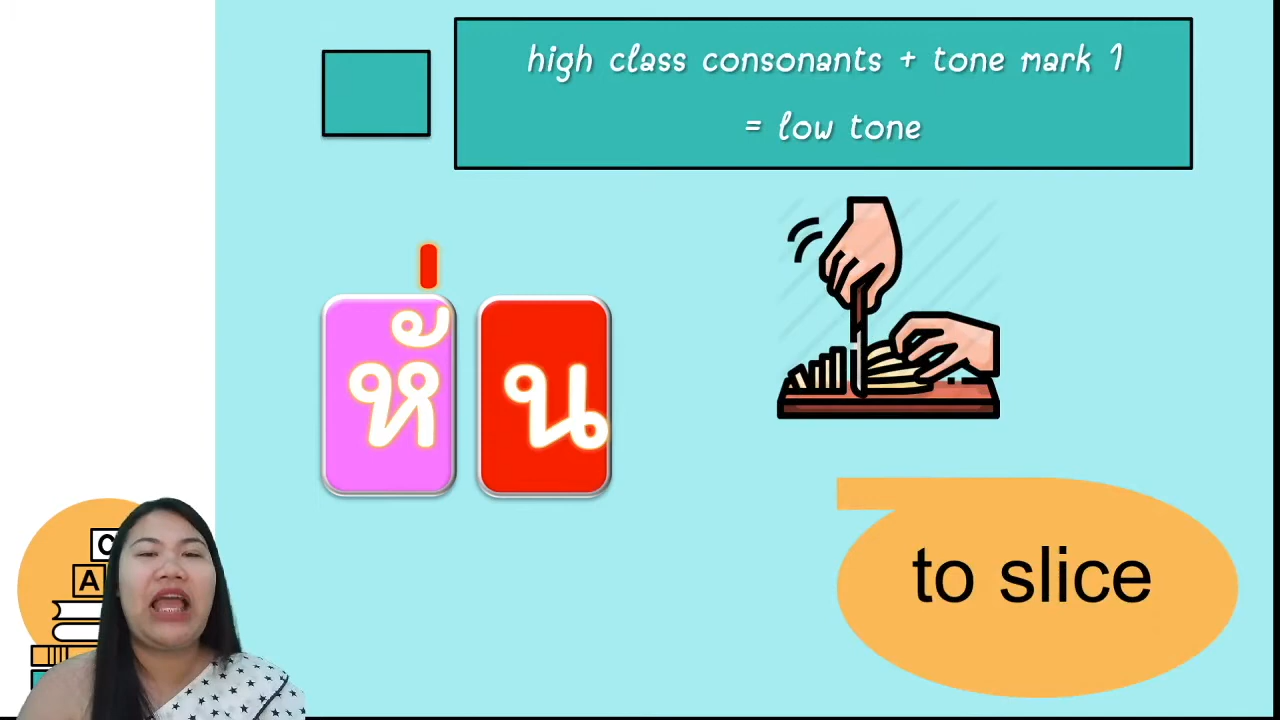 high class consonants + tone mark 1
= low tone
หั่น
to slice
A